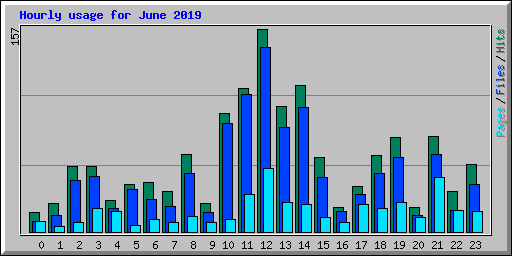 Hourly usage for June 2019
157
Pages / Files / Hits
0 1 2 3 4 5 6 7 8 9 10 11 12 13 14 15 16 17 18 19 20 21 22 23